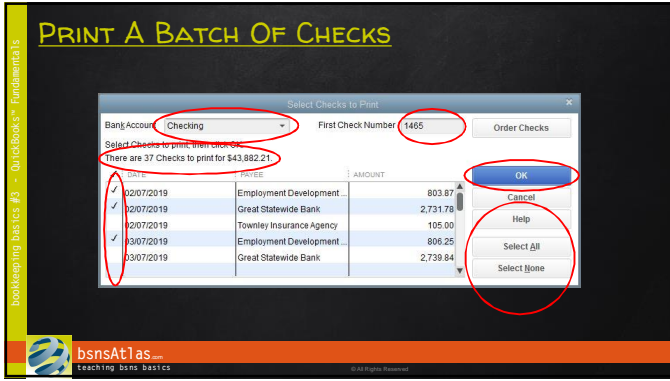 PRINT A BATCH OF CHECKS
bookkeeping basics #3 - QuickBooks™ Fundamentals
Select Checks to Print ×
Bank Account Checking First Check Number 1465 Order Checks
Select Checks to print, then click OK.
There are 37 Checks to print for $43,882.21.
✓ DATE PAYEE AMOUNT OK
✓ 02/07/2019 Employment Development ... 803.87 Cancel
✓ 02/07/2019 Great Statewide Bank 2,731.78
02/07/2019 Townley Insurance Agency 105.00 Help
✓ 03/07/2019 Employment Development ... 806.25 Select All
03/07/2019 Great Statewide Bank 2,739.84 Select None
bsnsAtlas.com
teaching bsns basics
© All Rights Reserved